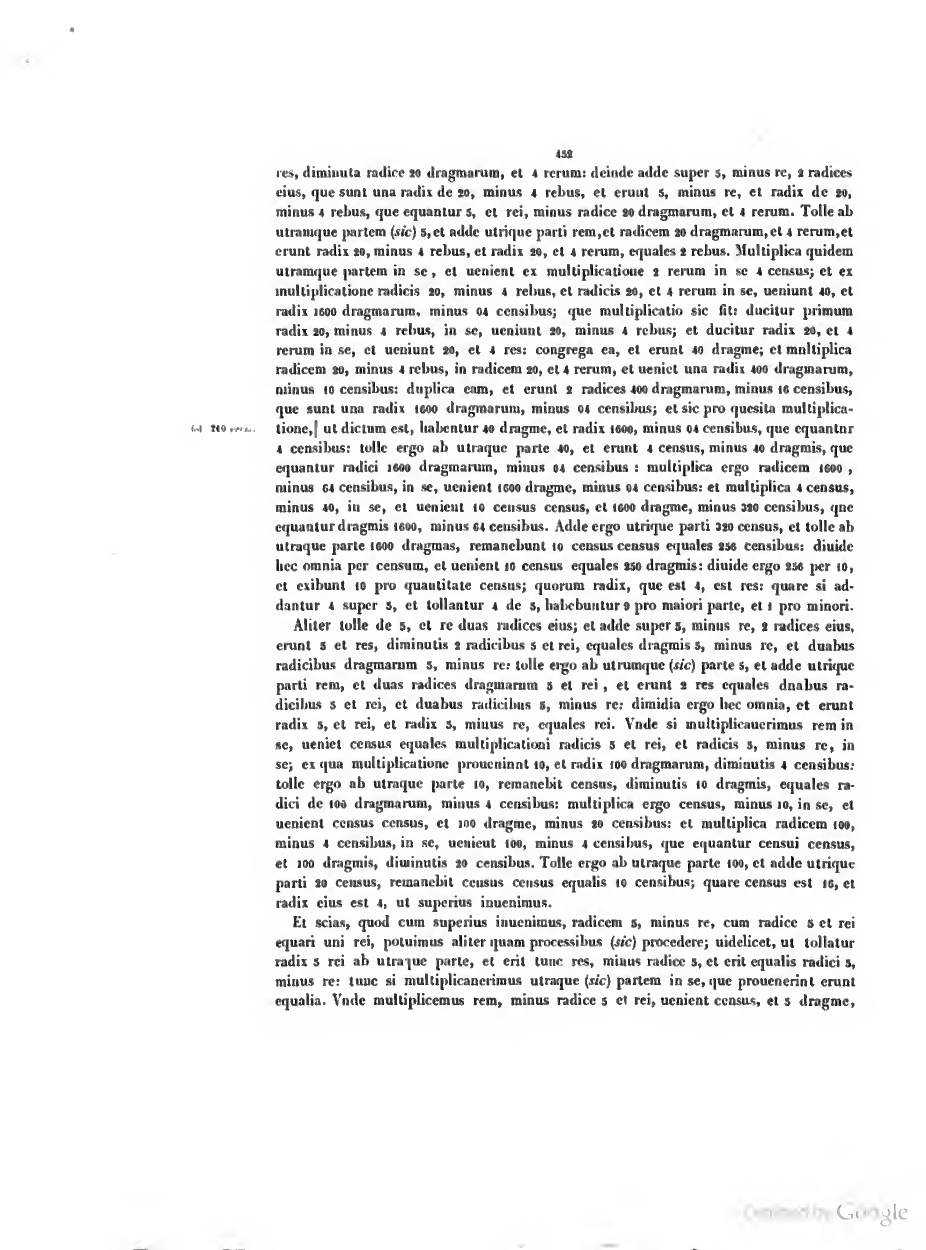 452
res, diminuta radice 20 dragmarum, et 4 rerum: deinde adde super 5, minus re, 2 radices
eius, que sunt una radix de 20, minus 4 rebus, et erunt 5, minus re, et radix de 20,
minus 4 rebus, que equantur 5, et rei, minus radice 20 dragmarum, et 4 rerum. Tolle ab
utramque partem (sic) 5, et adde utrique parti rem, et radicem 20 dragmarum, et 4 rerum, et
erunt radix 20, minus 4 rebus, et radix 20, et 4 rerum, equales 2 rebus. Multiplica quidem
utramque partem in se, et uenient ex multiplicatione 2 rerum in se 4 census; et ex
multiplicatione radicis 20, minus 4 rebus, et radicis 20, et 4 rerum in se, ueniunt 40, et
radix 1600 dragmarum, minus 64 censibus; que multiplicatio sic fit: ducitur primum
radix 20, minus 4 rebus, in se, ueniunt 20, minus 4 rebus; et ducitur radix 20, et 4
rerum in se, et ueniunt 20, et 4 res: congrega ea, et erunt 40 dragme; et multiplica
radicem 20, minus 4 rebus, in radicem 20, et 4 rerum, et ueniet una radix 400 dragmarum,
minus 16 censibus: duplica eam, et erunt 2 radices 400 dragmarum, minus 16 censibus,
que sunt una radix 1600 dragmarum, minus 64 censibus; et sic pro quesita multiplica-
tione,| ut dictum est, habentur 40 dragme, et radix 1600, minus 64 censibus, que equantur
4 censibus: tolle ergo ab utraque parte 40, et erunt 4 census, minus 40 dragmis, que
equantur radici 1600 dragmarum, minus 64 censibus : multiplica ergo radicem 1600 ,
minus 64 censibus, in se, uenient 1600 dragme, minus 64 censibus: et multiplica 4 census,
minus 40, in se, et uenient 16 census census, et 1600 dragme, minus 320 censibus, que
equantur dragmis 1600, minus 64 censibus. Adde ergo utrique parti 320 census, et tolle ab
utraque parte 1600 dragmas, remanebunt 16 census census equales 256 censibus: diuide
hec omnia per censum, et uenient 16 census equales 256 dragmis: diuide ergo 256 per 16,
et exibunt 16 pro quantitate census; quorum radix, que est 4, est res: quare si ad-
dantur 4 super 5, et tollantur 4 de 5, habebuntur 9 pro maiori parte, et 1 pro minori.
Aliter tolle de 5, et re duas radices eius; et adde super 5, minus re, 2 radices eius,
erunt 5 et res, diminutis 2 radicibus 5 et rei, equales dragmis 5, minus re, et duabus
radicibus dragmarum 5, minus re: tolle ergo ab utrumque (sic) parte 5, et adde utrique
parti rem, et duas radices dragmarum 5 et rei , et erunt 2 res equales duabus ra-
dicibus 5 et rei, et duabus radicibus 5, minus re: dimidia ergo hec omnia, et erunt
radix 5, et rei, et radix 5, minus re, equales rei. Vnde si multiplicauerimus rem in
se, ueniet census equales multiplicationi radicis 5 et rei, et radicis 5, minus re, in
se; ex qua multiplicatione proueniunt 10, et radix 100 dragmarum, diminutis 4 censibus:
tolle ergo ab utraque parte 10, remanebit census, diminutis 10 dragmis, equales ra-
dici de 100 dragmarum, minus 4 censibus: multiplica ergo census, minus 10, in se, et
uenient census census, et 100 dragme, minus 20 censibus: et multiplica radicem 100,
minus 4 censibus, in se, uenient 100, minus 4 censibus, que equantur censui census,
et 100 dragmis, diminutis 20 censibus. Tolle ergo ab utraque parte 100, et adde utrique
parti 20 census, remanebit census census equalis 16 censibus; quare census est 16, et
radix eius est 4, ut superius inuenimus.
Et scias, quod cum superius inuenimus, radicem 5, minus re, cum radice 5 et rei
equari uni rei, potuimus aliter quam processibus (sic) procedere; uidelicet, ut tollatur
radix 5 rei ab utraque parte, et erit tunc res, minus radice 5, et erit equalis radici 5,
minus re: tunc si multiplicauerimus utraque (sic) partem in se, que prouenerint erunt
equalia. Vnde multiplicemus rem, minus radice 5 et rei, uenient census, et 5 dragme,
Digitized by Google